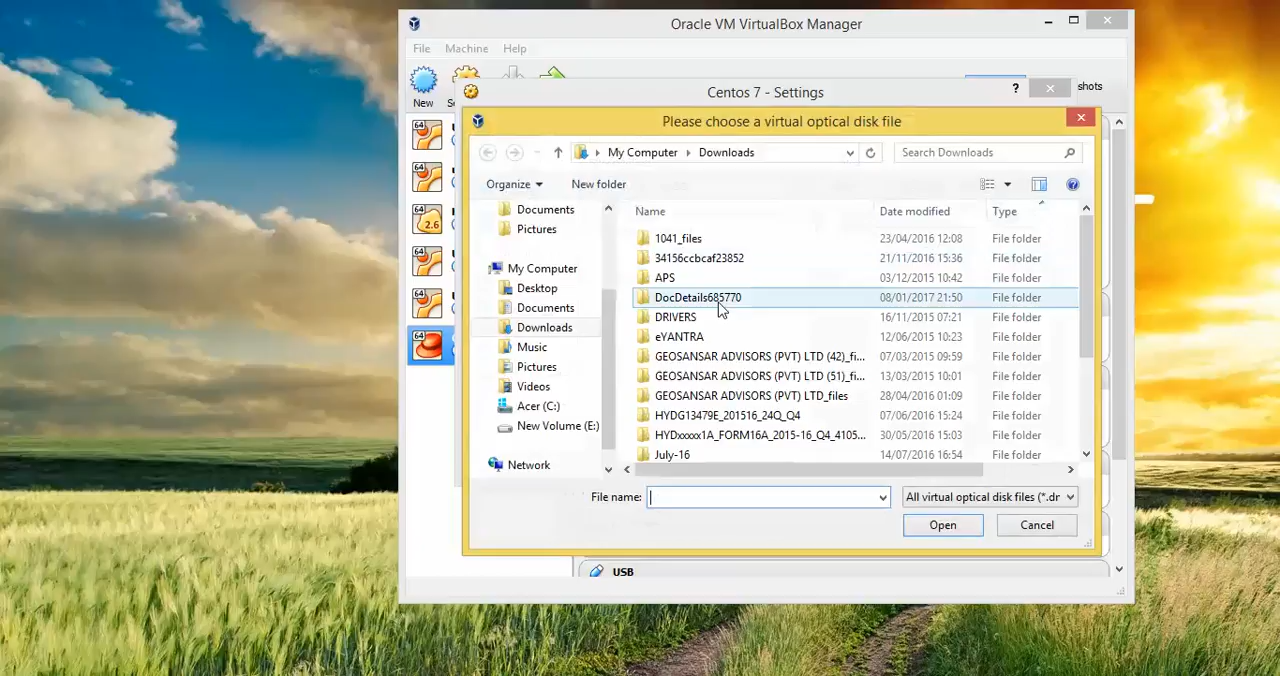 Oracle VM VirtualBox Manager
File Machine Help
New
shots
Centos 7 - Settings
?
Please choose a virtual optical disk file
My Computer Downloads
Search Downloads
Organize
New folder
Documents
Pictures
My Computer
Desktop
Documents
Downloads
Music
Pictures
Videos
Acer (C:)
New Volume (E:)
Network
Name Date modified Type
1041_files 23/04/2016 12:08 File folder
34156ccbcaf23852 21/11/2016 15:36 File folder
APS 03/12/2015 10:42 File folder
DocDetails685770 08/01/2017 21:50 File folder
DRIVERS 16/11/2015 07:21 File folder
eYANTRA 12/06/2015 10:23 File folder
GEOSANSAR ADVISORS (PVT) LTD (42)_fi... 07/03/2015 09:59 File folder
GEOSANSAR ADVISORS (PVT) LTD (51)_fi... 13/03/2015 10:01 File folder
GEOSANSAR ADVISORS (PVT) LTD_files 28/04/2016 01:09 File folder
HYDG13479E_201516_24Q_Q4 07/06/2016 15:24 File folder
HYDxxxxx1A_FORM16A_2015-16_Q4_4105... 30/05/2016 15:03 File folder
July-16 14/07/2016 16:54 File folder
File name:
All virtual optical disk files (*.dr
Open
Cancel
USB
64
64
2.6
64
64
64